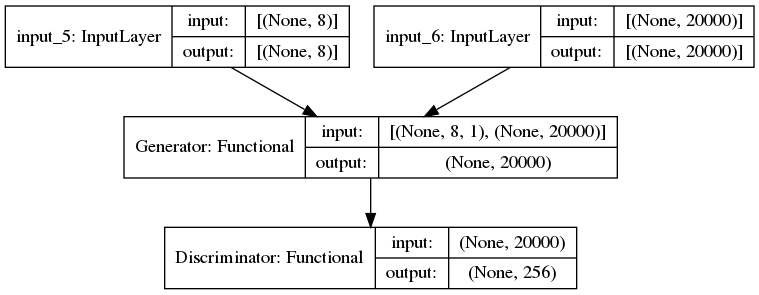 input_5: InputLayer
input: [(None, 8)]
output: [(None, 8)]
input_6: InputLayer
input: [(None, 20000)]
output: [(None, 20000)]
Generator: Functional
input: [(None, 8, 1), (None, 20000)]
output: (None, 20000)
Discriminator: Functional
input: (None, 20000)
output: (None, 256)